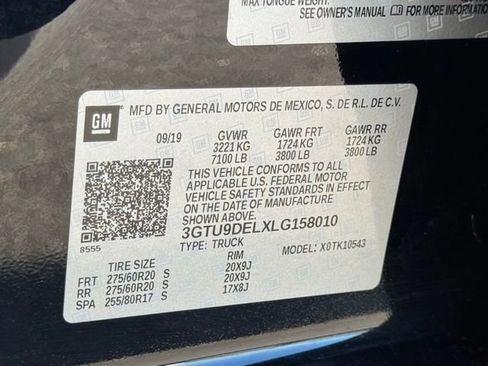 MAX TONGUE WEIGHT:
SEE OWNER'S MANUAL FOR MORE INFORMATION
GM
MFD BY GENERAL MOTORS DE MEXICO, S. DE R.L. DE C.V.
09/19 GVWR GAWR FRT GAWR RR
3221 KG 1724 KG 1724 KG
7100 LB 3800 LB 3800 LB
THIS VEHICLE CONFORMS TO ALL
APPLICABLE U.S. FEDERAL MOTOR
VEHICLE SAFETY STANDARDS IN EFFECT
ON THE DATE OF MANUFACTURE
SHOWN ABOVE.
3GTU9DELXLG158010
8555
TYPE: TRUCK MODEL: X0TK10543
TIRE SIZE RIM
FRT 275/60R20 S 20X9J
RR 275/60R20 S 20X9J
SPA 255/80R17 S 17X8J